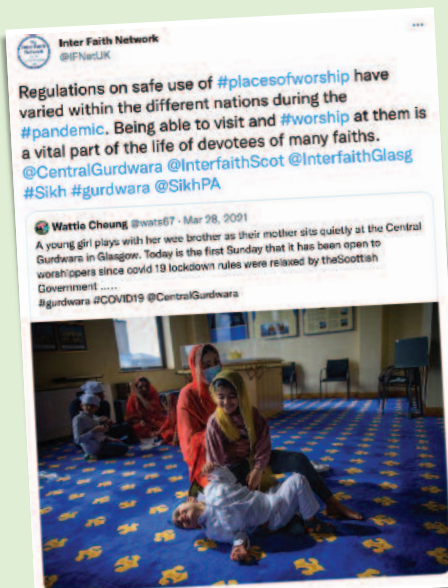 Inter Faith Network
@IFNetUK
Regulations on safe use of #placesofworship have
varied within the different nations during the
#pandemic. Being able to visit and #worship at them is
a vital part of the life of devotees of many faiths.
@CentralGurdwara @InterfaithScot @InterfaithGlasg
#Sikh #gurdwara @SikhPA
Wattie Cheung @wats67 · Mar 28, 2021
A young girl plays with her wee brother as their mother sits quietly at the Central
Gurdwara in Glasgow. Today is the first Sunday that it has been open to
worshippers since covid 19 lockdown rules were relaxed by theScottish
Government .....
#gurdwara #COVID19 @CentralGurdwara